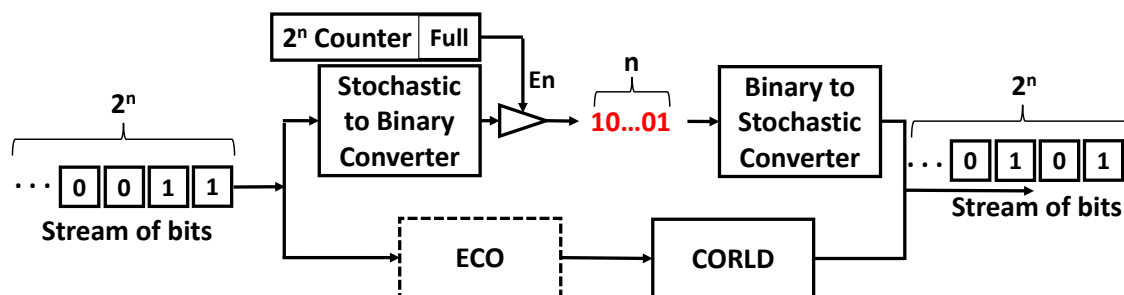 2ⁿ Counter Full
Stochastic
to Binary
Converter
En
n
10...01
Binary to
Stochastic
Converter
2ⁿ
... 0 0 1 1
Stream of bits
2ⁿ
... 0 1 0 1
Stream of bits
ECO
CORLD